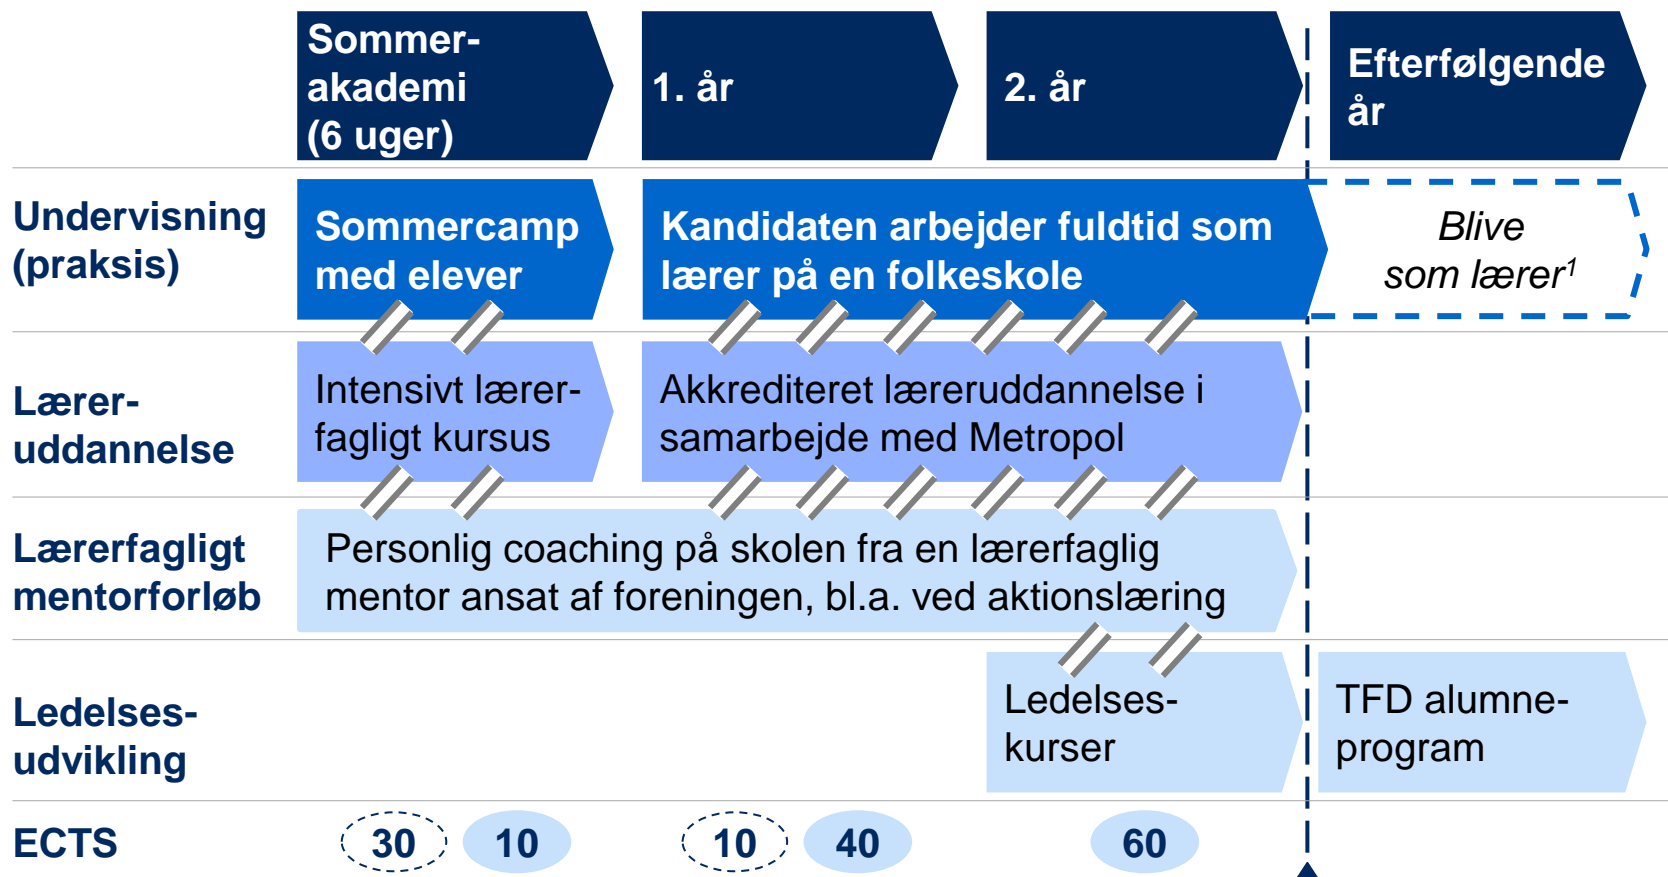 Sommer-
akademi
(6 uger)
1. år
2. år
Efterfølgende
år
Undervisning
(praksis)
Sommercamp
med elever
Kandidaten arbejder fuldtid som
lærer på en folkeskole
Blive
som lærer1
Lærer-
uddannelse
Intensivt lærer-
fagligt kursus
Akkrediteret læreruddannelse i
samarbejde med Metropol
Lærerfagligt
mentorforløb
Personlig coaching på skolen fra en lærerfaglig
mentor ansat af foreningen, bl.a. ved aktionslæring
Ledelses-
udvikling
Ledelses-
kurser
TFD alumne-
program
ECTS
30
10
10
40
60